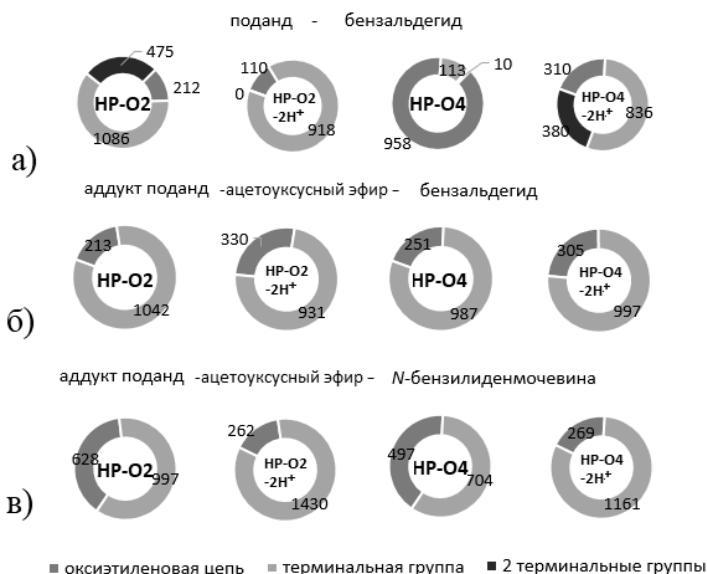 поданд - бензальдегид
475
110
113
10
310
212
0
HP-O2
HP-O2
-2H⁺
HP-O4
HP-O4
-2H⁺
836
1086
918
958
380
а)
аддукт поданд -ацетоуксусный эфир – бензальдегид
213
330
251
305
HP-O2
HP-O2
-2H⁺
HP-O4
HP-O4
-2H⁺
1042
931
987
997
б)
аддукт поданд -ацетоуксусный эфир – N-бензилиденмочевина
628
262
497
269
HP-O2
997
HP-O2
-2H⁺
HP-O4
704
HP-O4
-2H⁺
1430
1161
в)
оксиэтиленовая цепь терминальная группа 2 терминальные группы